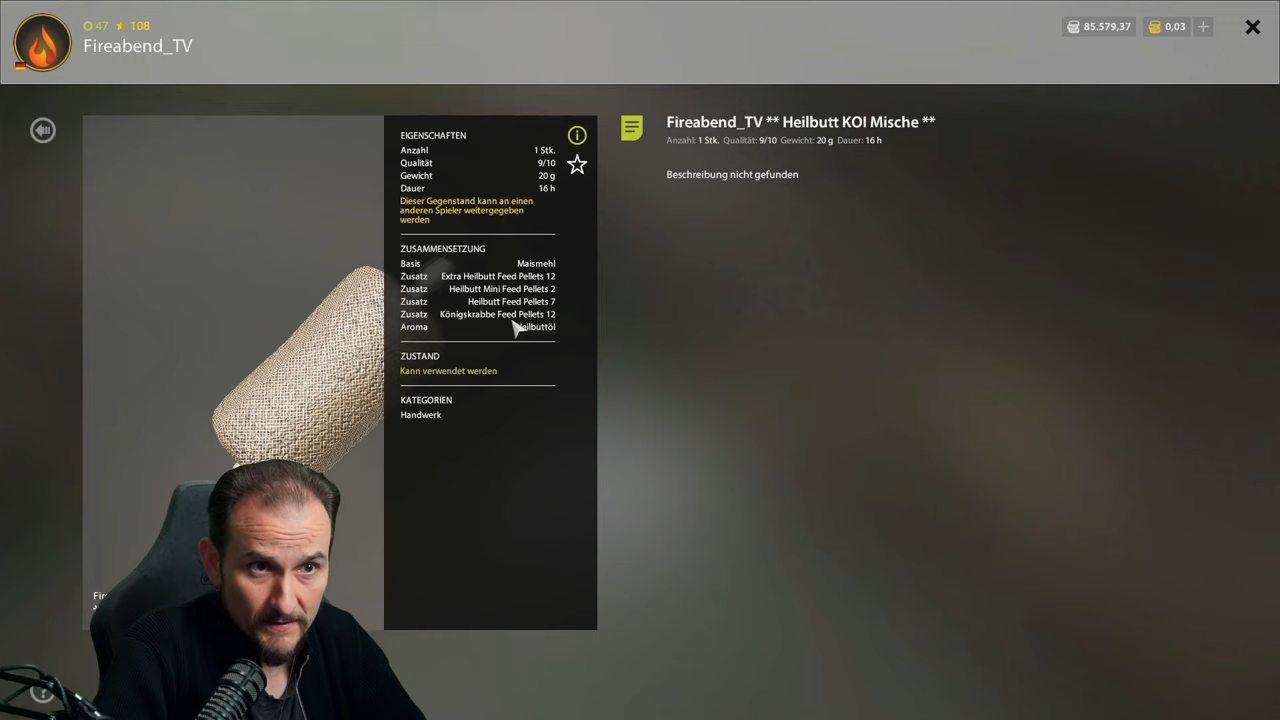 47 108
Fireabend_TV
85.579,37
0,03
EIGENSCHAFTEN
Anzahl 1 Stk.
Qualität 9/10
Gewicht 20 g
Dauer 16 h
Dieser Gegenstand kann an einen
anderen Spieler weitergegeben
werden
ZUSAMMENSETZUNG
Basis Maismehl
Zusatz Extra Heilbutt Feed Pellets 12
Zusatz Heilbutt Mini Feed Pellets 2
Zusatz Heilbutt Feed Pellets 7
Zusatz Königskrabbe Feed Pellets 12
Aroma
ZUSTAND
Kann verwendet werden
KATEGORIEN
Handwerk
Fireabend_TV ** Heilbutt KOI Mische **
Anzahl: 1 Stk. Qualität: 9/10 Gewicht: 20 g Dauer: 16 h
Beschreibung nicht gefunden